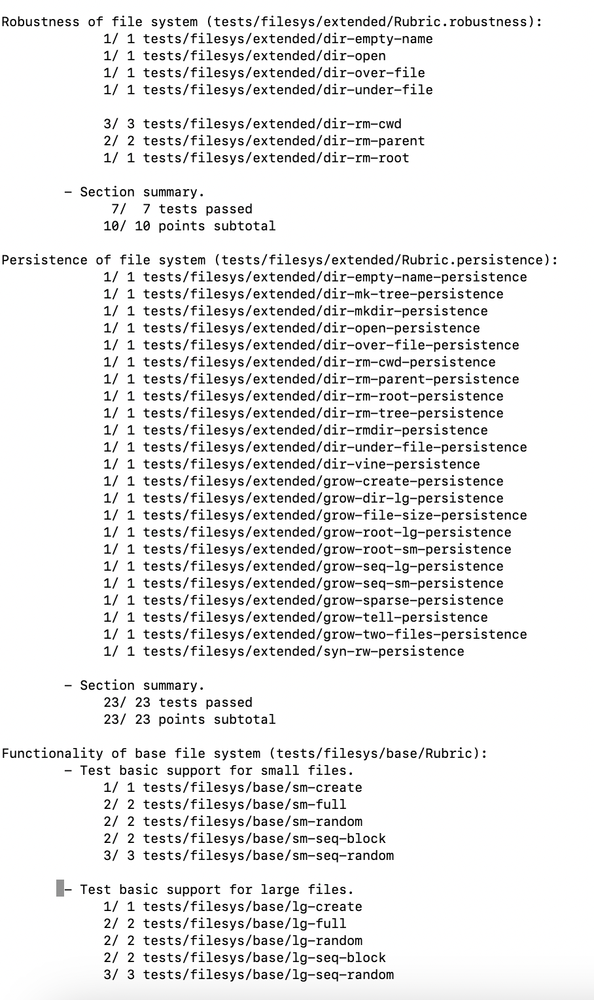 Robustness of file system (tests/filesys/extended/Rubric.robustness):
1/ 1 tests/filesys/extended/dir-empty-name
1/ 1 tests/filesys/extended/dir-open
1/ 1 tests/filesys/extended/dir-over-file
1/ 1 tests/filesys/extended/dir-under-file
3/ 3 tests/filesys/extended/dir-rm-cwd
2/ 2 tests/filesys/extended/dir-rm-parent
1/ 1 tests/filesys/extended/dir-rm-root
- Section summary.
7/  7 tests passed
10/ 10 points subtotal
Persistence of file system (tests/filesys/extended/Rubric.persistence):
1/ 1 tests/filesys/extended/dir-empty-name-persistence
1/ 1 tests/filesys/extended/dir-mk-tree-persistence
1/ 1 tests/filesys/extended/dir-mkdir-persistence
1/ 1 tests/filesys/extended/dir-open-persistence
1/ 1 tests/filesys/extended/dir-over-file-persistence
1/ 1 tests/filesys/extended/dir-rm-cwd-persistence
1/ 1 tests/filesys/extended/dir-rm-parent-persistence
1/ 1 tests/filesys/extended/dir-rm-root-persistence
1/ 1 tests/filesys/extended/dir-rm-tree-persistence
1/ 1 tests/filesys/extended/dir-rmdir-persistence
1/ 1 tests/filesys/extended/dir-under-file-persistence
1/ 1 tests/filesys/extended/dir-vine-persistence
1/ 1 tests/filesys/extended/grow-create-persistence
1/ 1 tests/filesys/extended/grow-dir-lg-persistence
1/ 1 tests/filesys/extended/grow-file-size-persistence
1/ 1 tests/filesys/extended/grow-root-lg-persistence
1/ 1 tests/filesys/extended/grow-root-sm-persistence
1/ 1 tests/filesys/extended/grow-seq-lg-persistence
1/ 1 tests/filesys/extended/grow-seq-sm-persistence
1/ 1 tests/filesys/extended/grow-sparse-persistence
1/ 1 tests/filesys/extended/grow-tell-persistence
1/ 1 tests/filesys/extended/grow-two-files-persistence
1/ 1 tests/filesys/extended/syn-rw-persistence
- Section summary.
23/ 23 tests passed
23/ 23 points subtotal
Functionality of base file system (tests/filesys/base/Rubric):
- Test basic support for small files.
1/ 1 tests/filesys/base/sm-create
2/ 2 tests/filesys/base/sm-full
2/ 2 tests/filesys/base/sm-random
2/ 2 tests/filesys/base/sm-seq-block
3/ 3 tests/filesys/base/sm-seq-random
- Test basic support for large files.
1/ 1 tests/filesys/base/lg-create
2/ 2 tests/filesys/base/lg-full
2/ 2 tests/filesys/base/lg-random
2/ 2 tests/filesys/base/lg-seq-block
3/ 3 tests/filesys/base/lg-seq-random